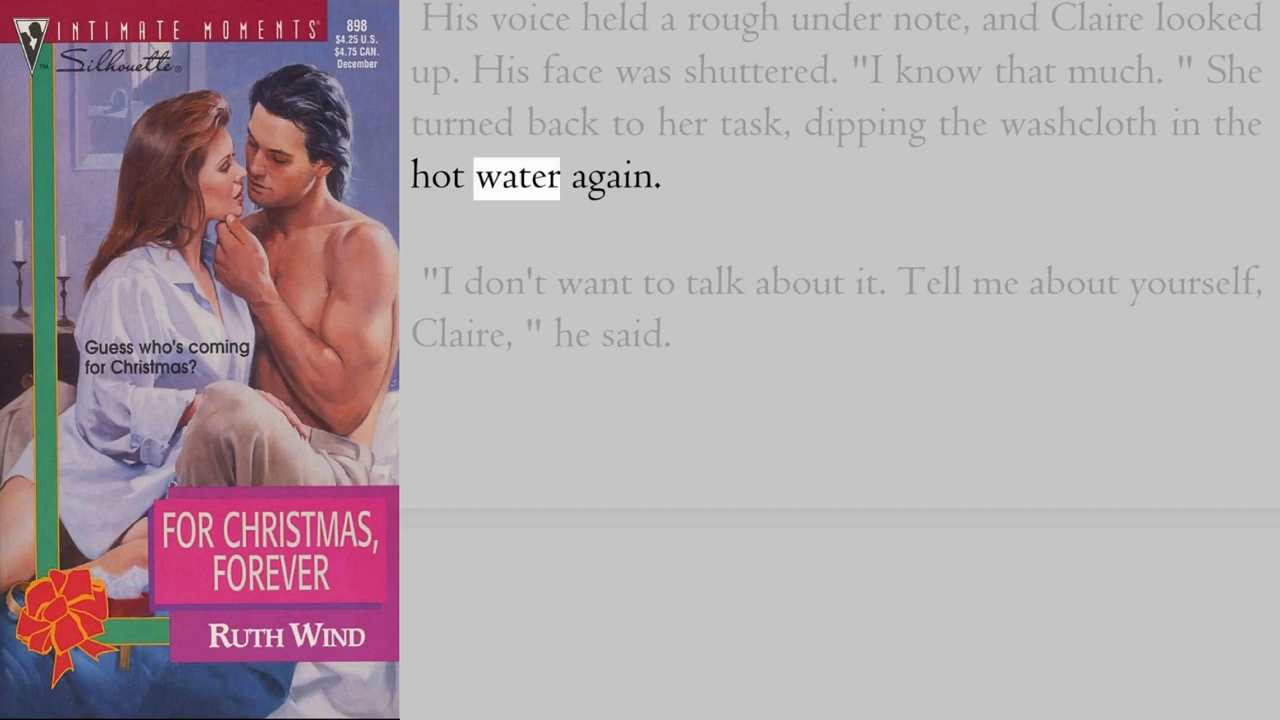 INTIMATE MOMENTS®
Silhouette®
TM
898
$4.25 U.S.
$4.75 CAN.
December
Guess who's coming
for Christmas?
FOR CHRISTMAS,
FOREVER
RUTH WIND
His voice held a rough under note, and Claire looked
up. His face was shuttered. "I know that much. " She
turned back to her task, dipping the washcloth in the
hot water again.
"I don't want to talk about it. Tell me about yourself,
Claire, " he said.